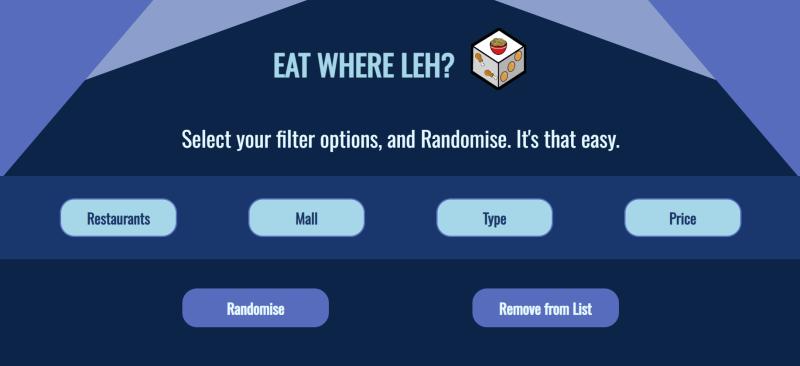 EAT WHERE LEH?
Select your filter options, and Randomise. It's that easy.
Restaurants Mall Type Price
Randomise Remove from List